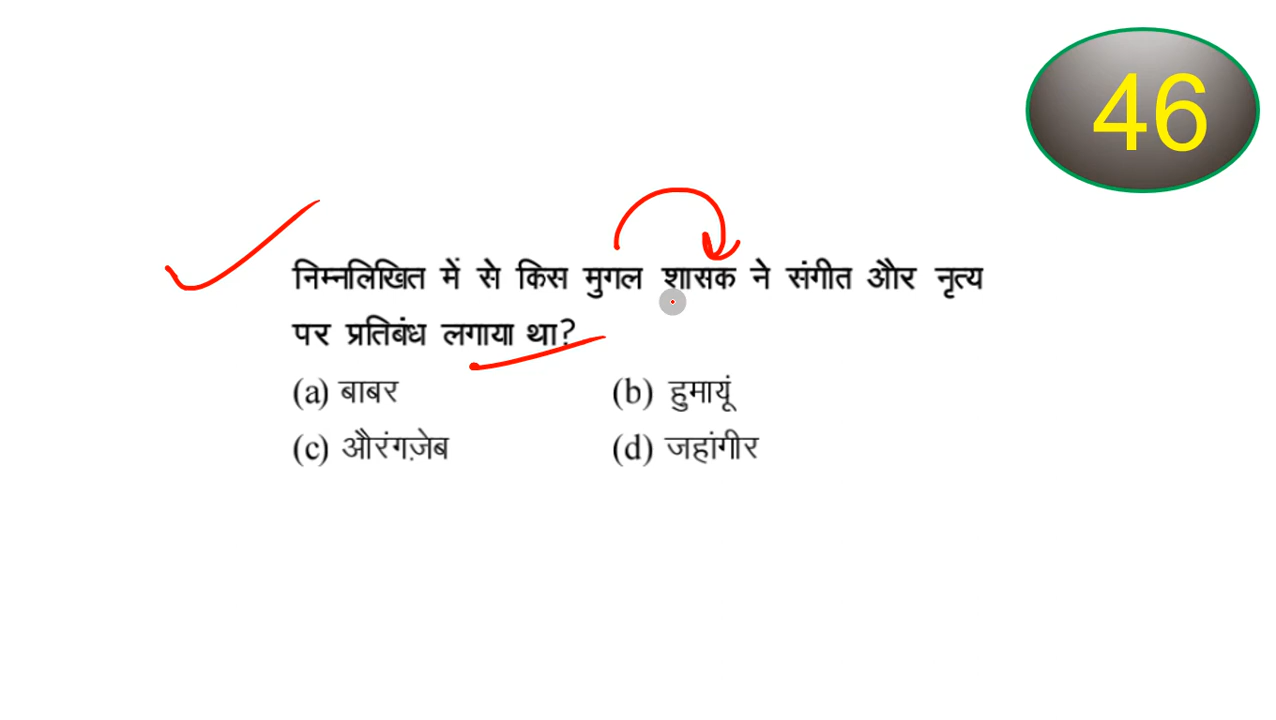 46
निम्नलिखित में से किस मुगल शासक ने संगीत और नृत्य
पर प्रतिबंध लगाया था?
(a) बाबर (b) हुमायूं
(c) औरंगज़ेब (d) जहांगीर